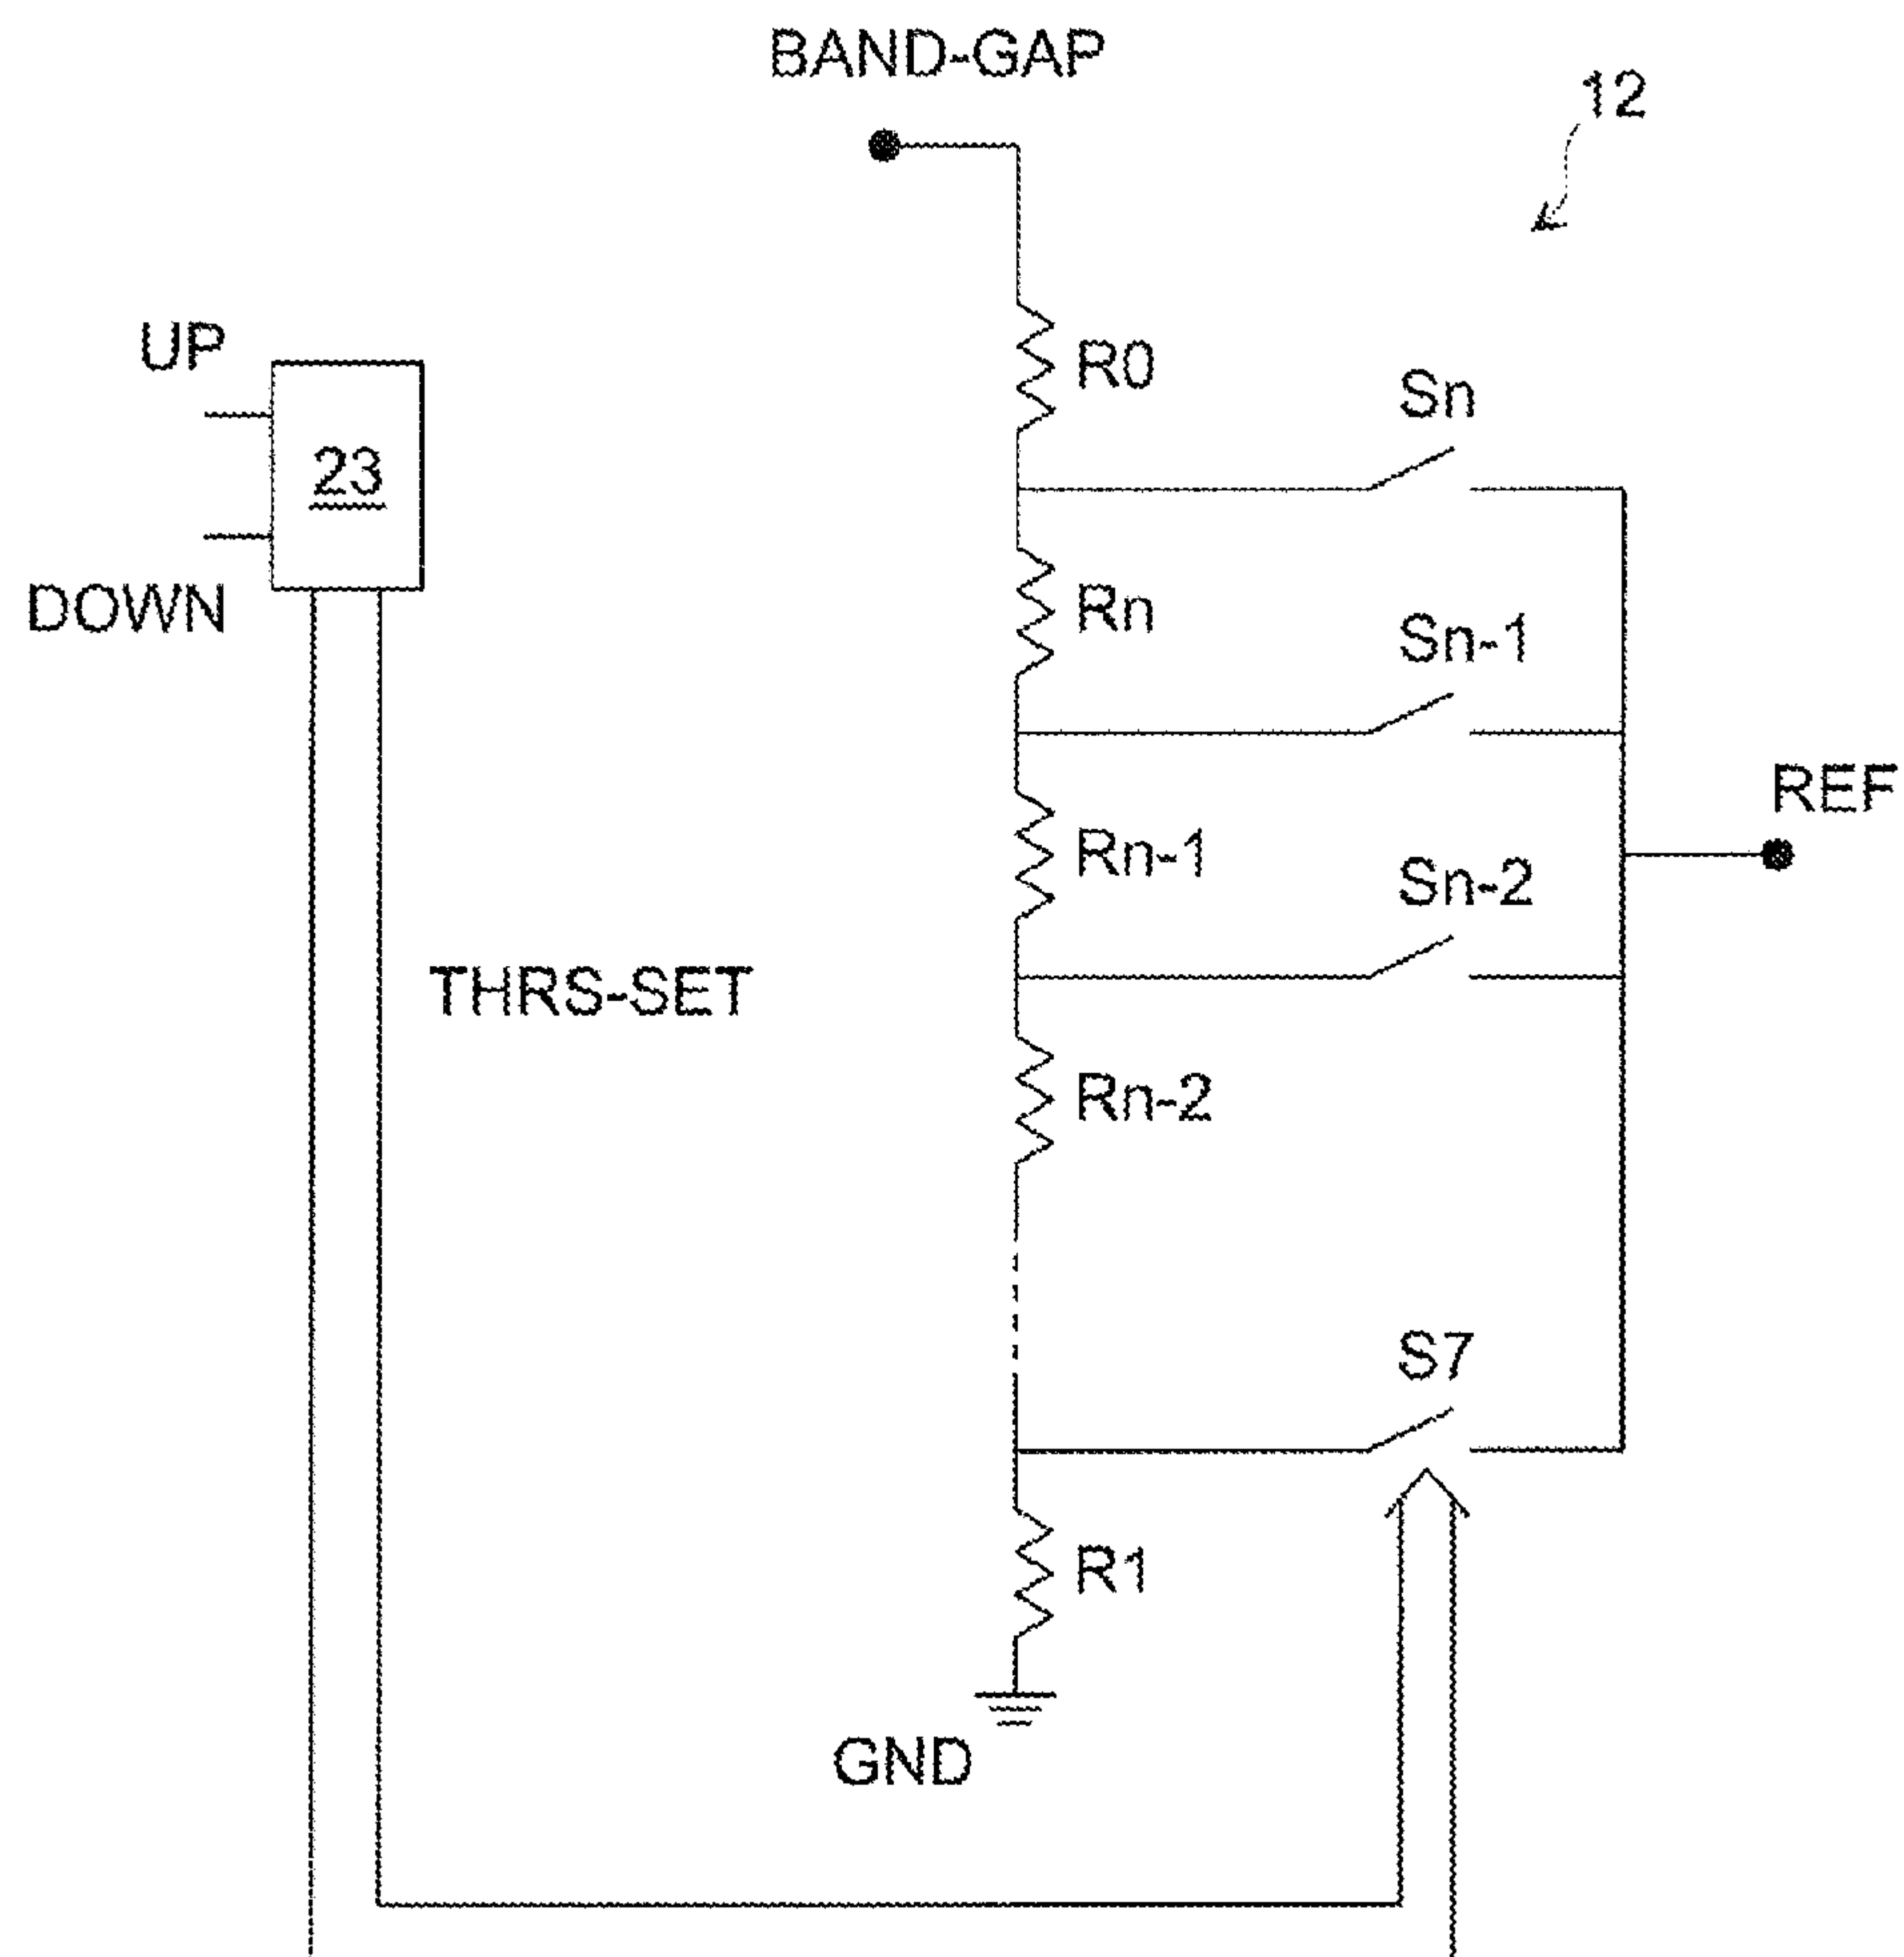 BAND-GAP
12
UP
R0
Sn
23
DOWN
Rn
Sn-1
REF
Rn-1
Sn-2
THRS-SET
Rn-2
S7
R1
GND